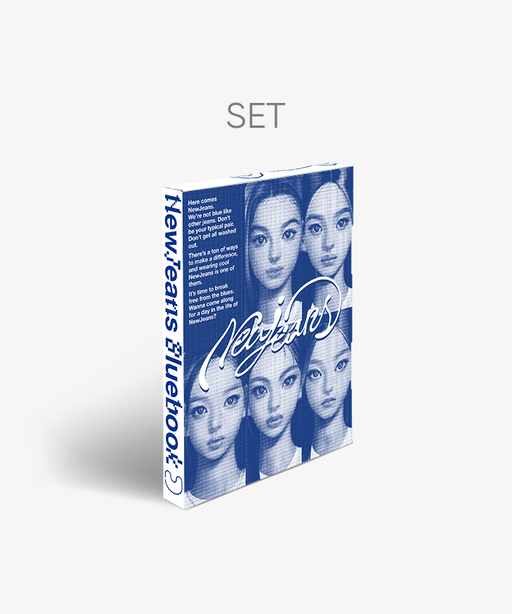 SET
NewJeans Bluebook
Here comes
NewJeans.
We're not blue like
other jeans. Don't
be your typical pair.
Don't get all washed
out.
There's a ton of ways
to make a difference,
and wearing cool
NewJeans is one of
them.
It's time to break
free from the blues.
Wanna come along
for a day in the life of
NewJeans?
NewJeans